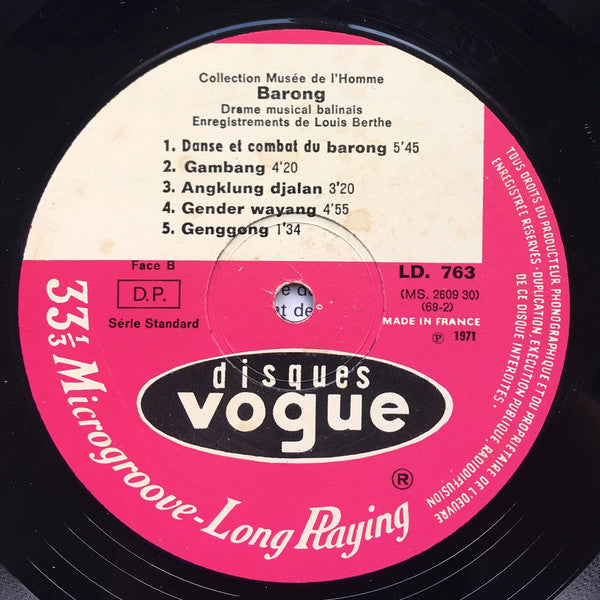 Collection Musée de l'Homme
Barong
Drame musical balinais
Enregistrements de Louis Berthe
1. Danse et combat du barong 5'45
2. Gambang 4'20
3. Angklung djalan 3'20
4. Gender wayang 4'55
5. Genggong 1'34
Face B
D.P.
Série Standard
LD. 763
(MS. 2609 30)
(69-2)
MADE IN FRANCE
℗ 1971
disques
vogue
®
33 1/3 Microgroove-Long Playing
TOUS DROITS DU PRODUCTEUR PHONOGRAPHIQUE ET DU PROPRIÉTAIRE DE L'ŒUVRE
ENREGISTRÉE RÉSERVÉS · DUPLICATION, EXÉCUTION PUBLIQUE, RADIODIFFUSION
DE CE DISQUE INTERDITES.